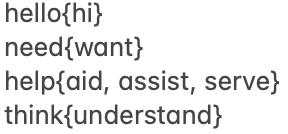 hello{hi}
need{want}
help{aid, assist, serve}
think{understand}